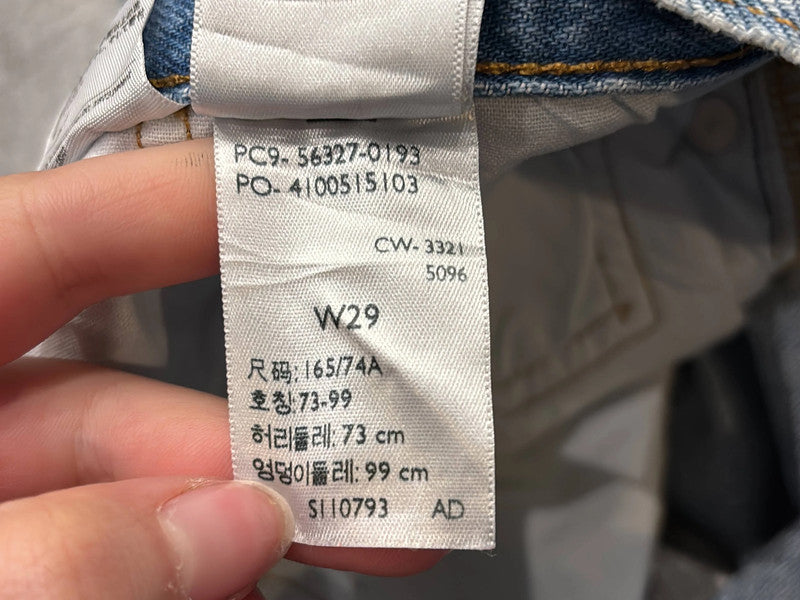 PC9- 56327-0193
PO- 4100515103
CW- 3321
5096
W29
尺码: 165/74A
호칭: 73-99
허리둘레: 73 cm
엉덩이둘레: 99 cm
S110793 AD